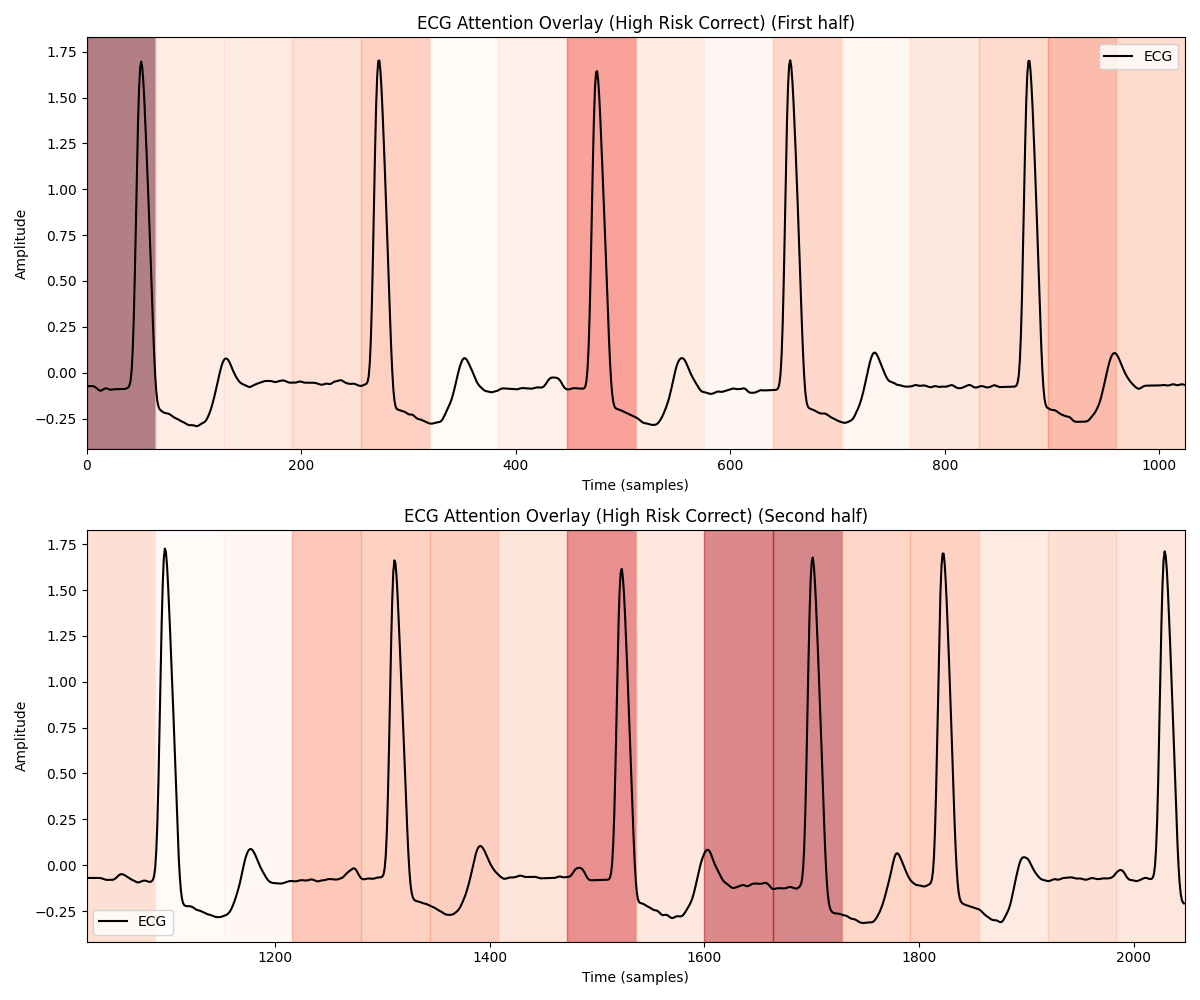 ECG Attention Overlay (High Risk Correct) (First half)
1.75
1.50
1.25
1.00
0.75
0.50
0.25
0.00
−0.25
Amplitude
ECG
0 200 400 600 800 1000
Time (samples)
ECG Attention Overlay (High Risk Correct) (Second half)
1.75
1.50
1.25
1.00
0.75
0.50
0.25
0.00
−0.25
Amplitude
ECG
1200 1400 1600 1800 2000
Time (samples)